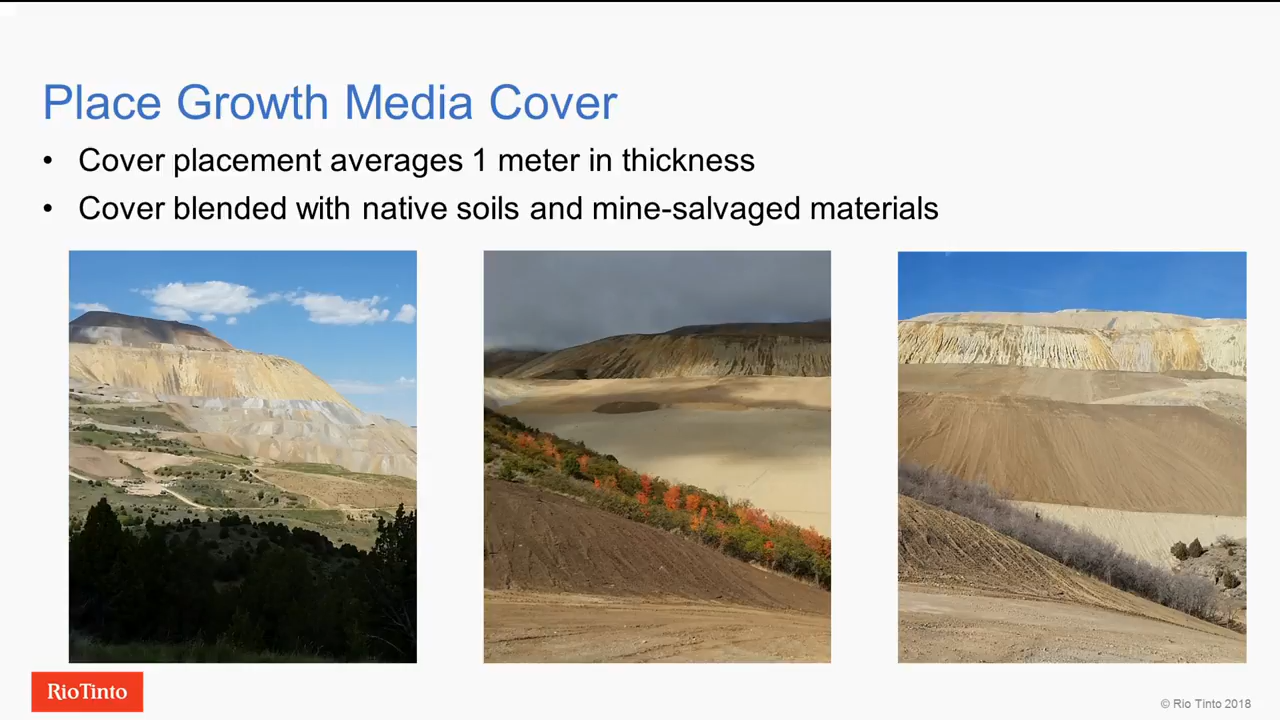 Place Growth Media Cover
• Cover placement averages 1 meter in thickness
• Cover blended with native soils and mine-salvaged materials
RioTinto
© Rio Tinto 2018